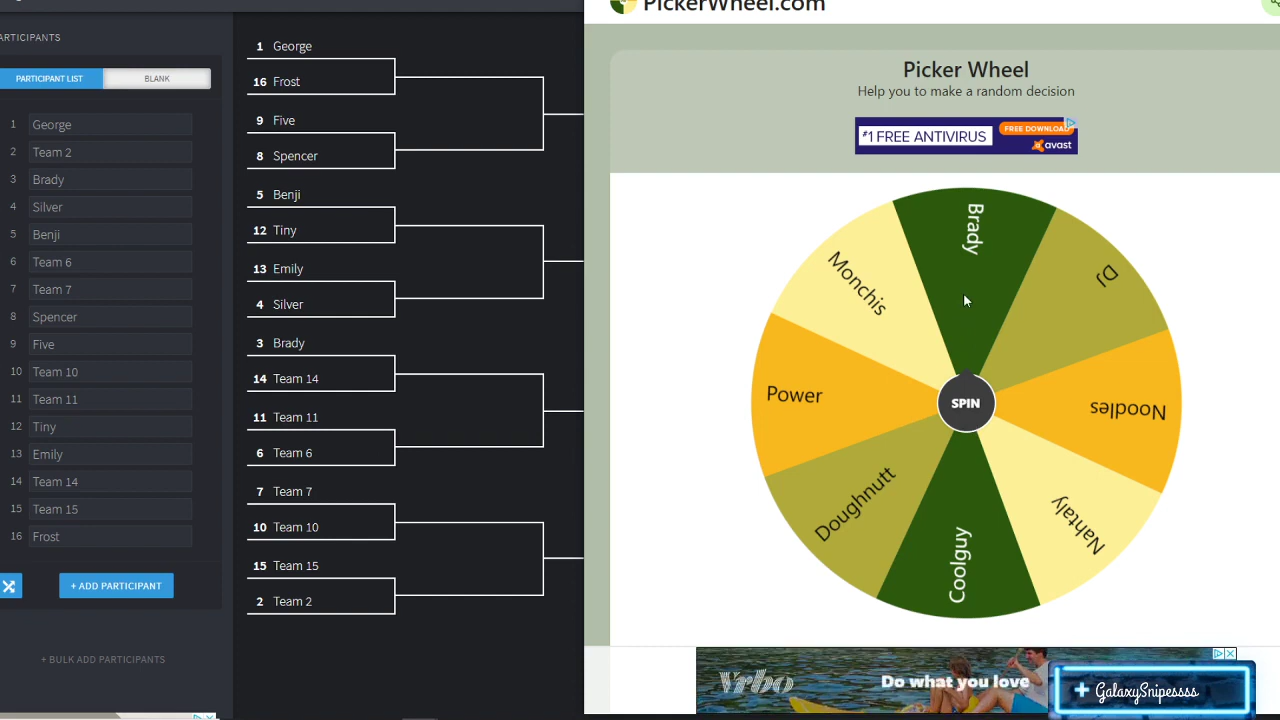 ARTICIPANTS
PARTICIPANT LIST
BLANK
1 George
2 Team 2
3 Brady
4 Silver
5 Benji
6 Team 6
7 Team 7
8 Spencer
9 Five
10 Team 10
11 Team 11
12 Tiny
13 Emily
14 Team 14
15 Team 15
16 Frost
+ ADD PARTICIPANT
+ BULK ADD PARTICIPANTS
1 George
16 Frost
9 Five
8 Spencer
5 Benji
12 Tiny
13 Emily
4 Silver
3 Brady
14 Team 14
11 Team 11
6 Team 6
7 Team 7
10 Team 10
15 Team 15
2 Team 2
PickerWheel.com
Picker Wheel
Help you to make a random decision
#1 FREE ANTIVIRUS
FREE DOWNLOAD
avast
Brady
DJ
Noodles
Nahtaly
Coolguy
Doughnutt
Power
Monchis
SPIN
Vrbo
Do what you love
+ GalaxySnipessss